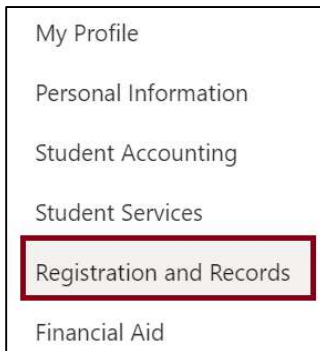 My Profile
Personal Information
Student Accounting
Student Services
Registration and Records
Financial Aid